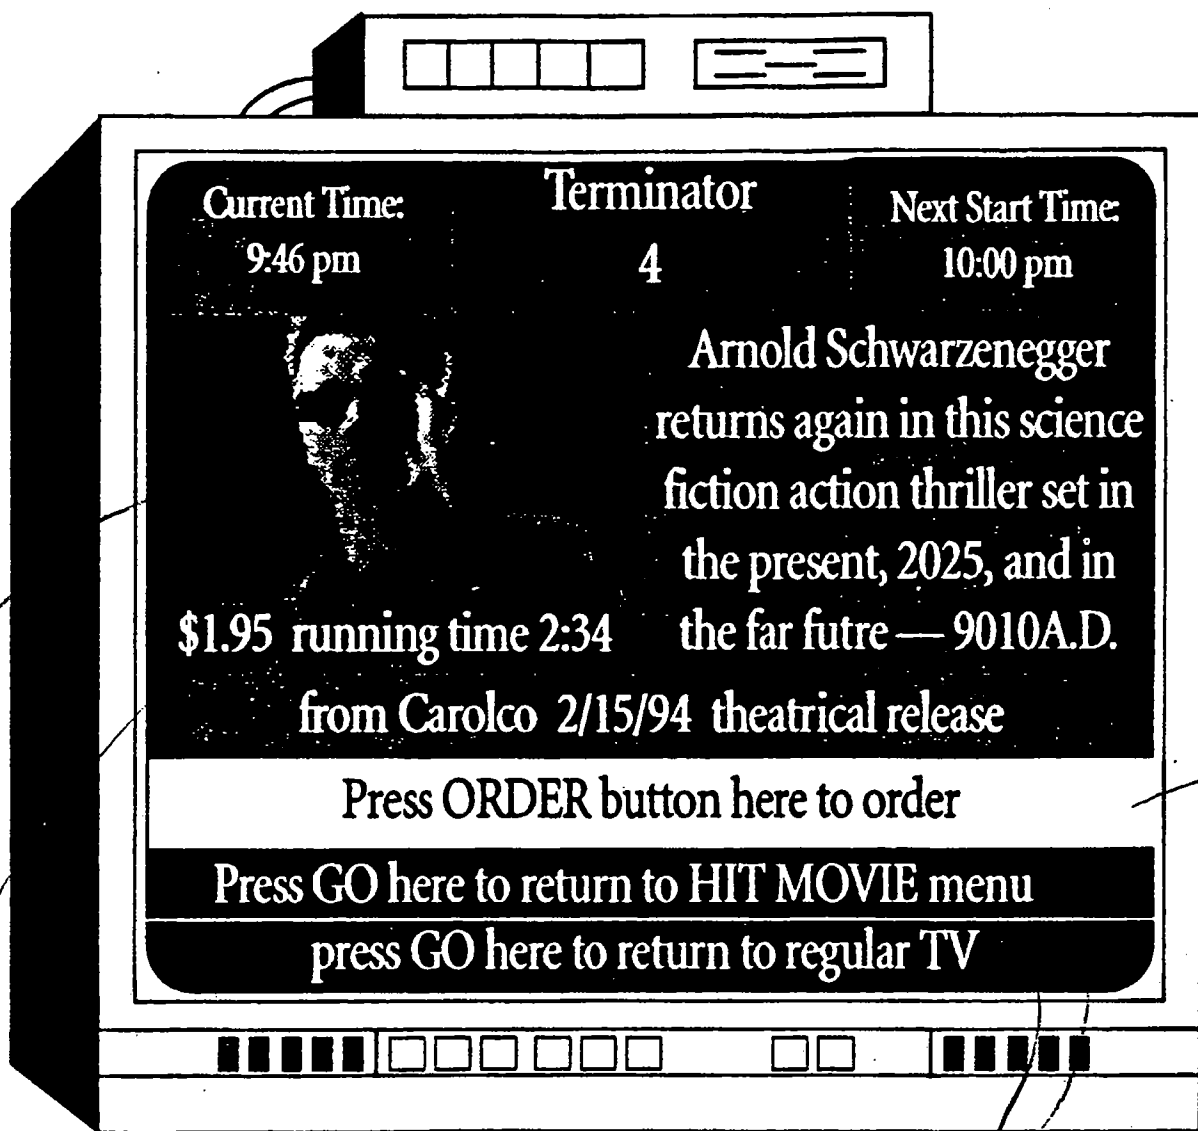 Current Time:
9:46 pm
Terminator
4
Next Start Time:
10:00 pm
Arnold Schwarzenegger
returns again in this science
fiction action thriller set in
the present, 2025, and in
the far futre — 9010A.D.
$1.95 running time 2:34
from Carolco 2/15/94 theatrical release
Press ORDER button here to order
Press GO here to return to HIT MOVIE menu
press GO here to return to regular TV